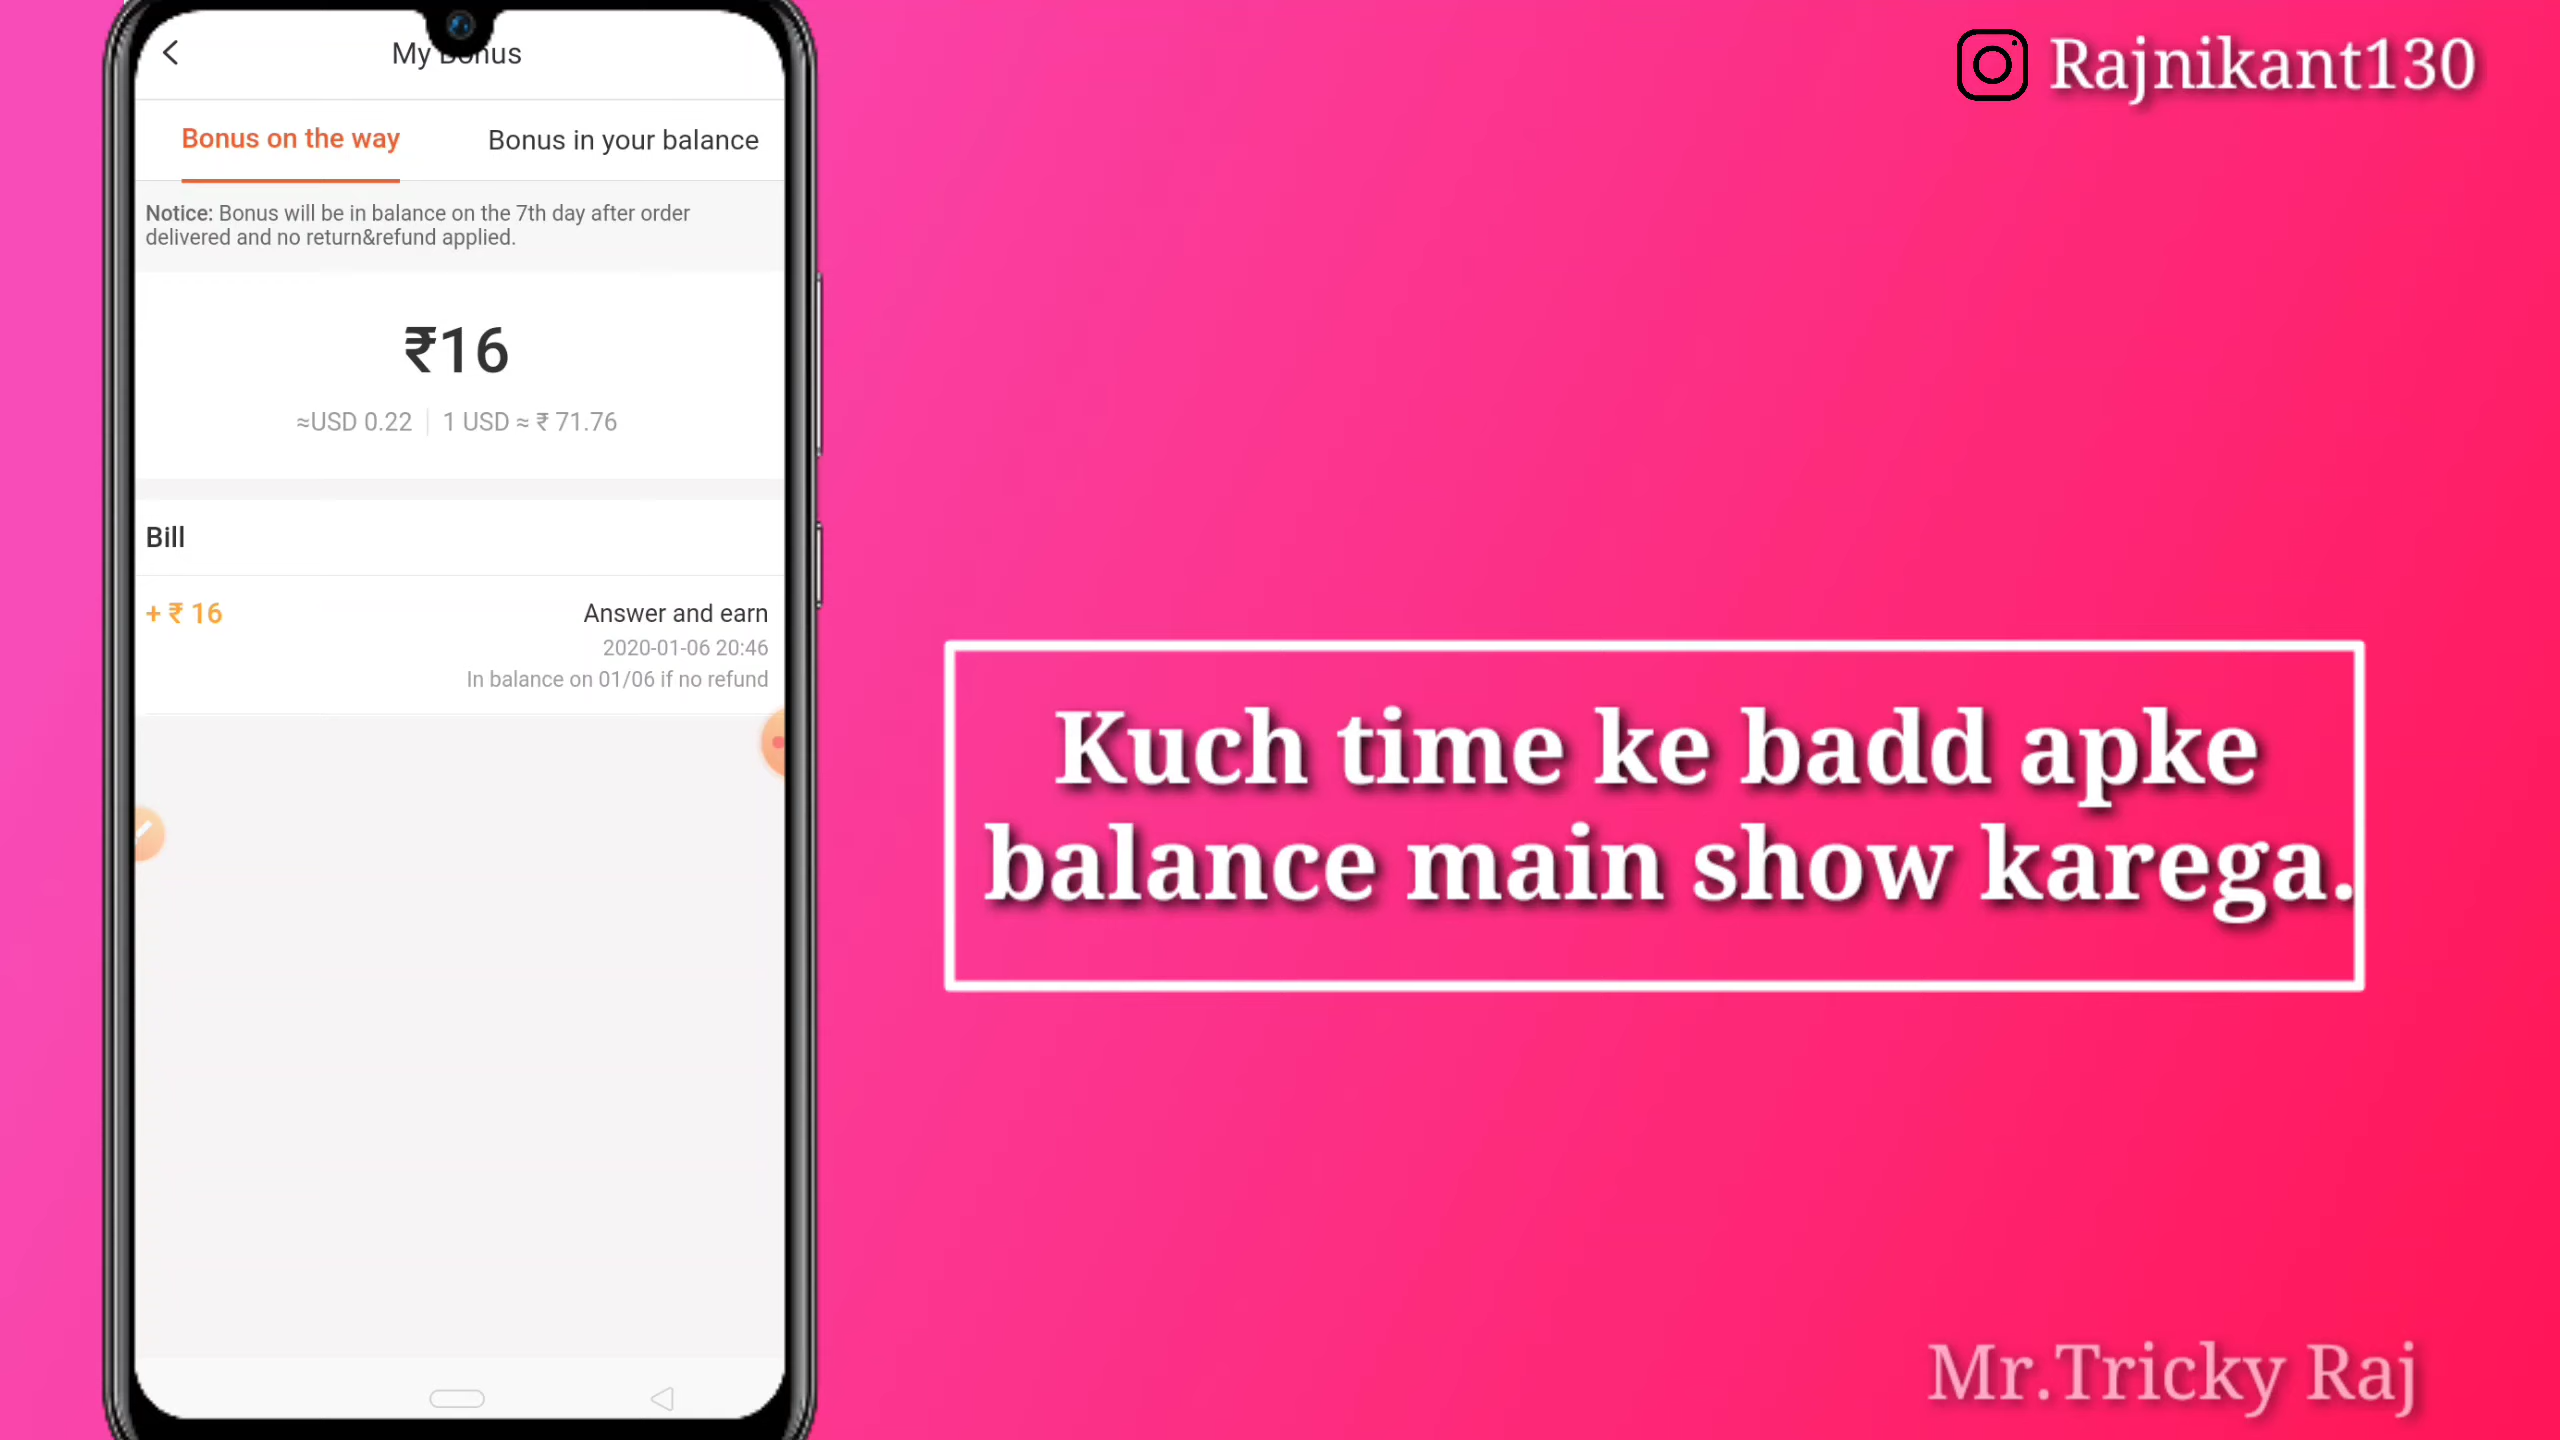 My Bonus
Bonus on the way
Bonus in your balance
Notice: Bonus will be in balance on the 7th day after order
delivered and no return&refund applied.
₹16
≈USD 0.22 | 1 USD ≈ ₹ 71.76
Bill
+ ₹ 16
Answer and earn
2020-01-06 20:46
In balance on 01/06 if no refund
Rajnikant130
Kuch time ke badd apke
balance main show karega.
Mr.Tricky Raj